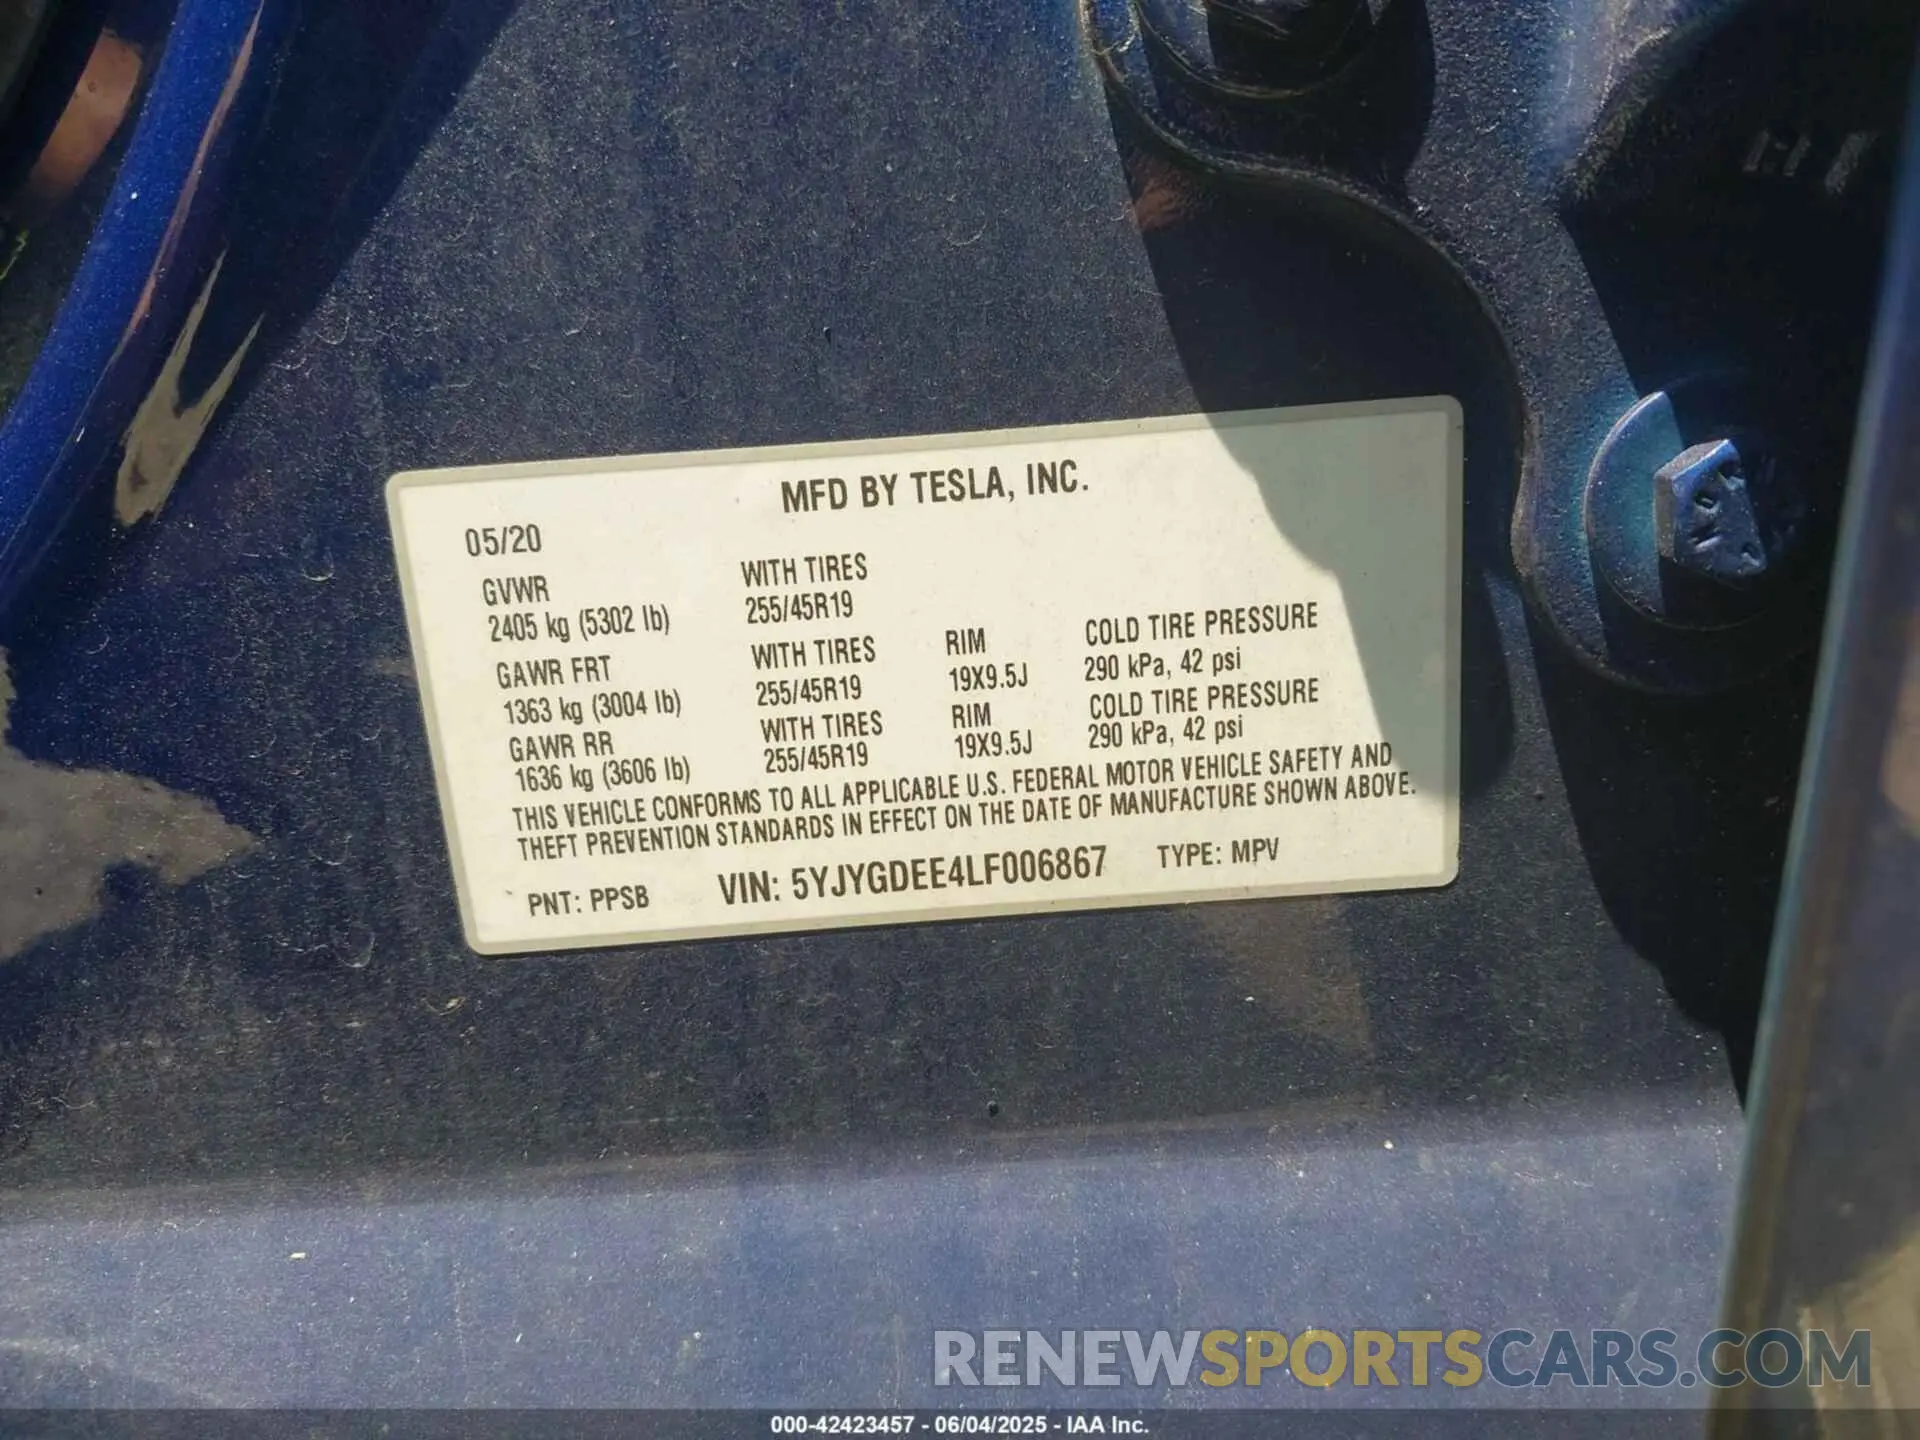 MFD BY TESLA, INC.
05/20
GVWR WITH TIRES
2405 kg (5302 lb) 255/45R19
GAWR FRT WITH TIRES RIM COLD TIRE PRESSURE
1363 kg (3004 lb) 255/45R19 19X9.5J 290 kPa, 42 psi
GAWR RR WITH TIRES RIM COLD TIRE PRESSURE
1636 kg (3606 lb) 255/45R19 19X9.5J 290 kPa, 42 psi
THIS VEHICLE CONFORMS TO ALL APPLICABLE U.S. FEDERAL MOTOR VEHICLE SAFETY AND
THEFT PREVENTION STANDARDS IN EFFECT ON THE DATE OF MANUFACTURE SHOWN ABOVE.
PNT: PPSB VIN: 5YJYGDEE4LF006867 TYPE: MPV
RENEWSPORTSCARS.COM
000-42423457 - 06/04/2025 - IAA Inc.